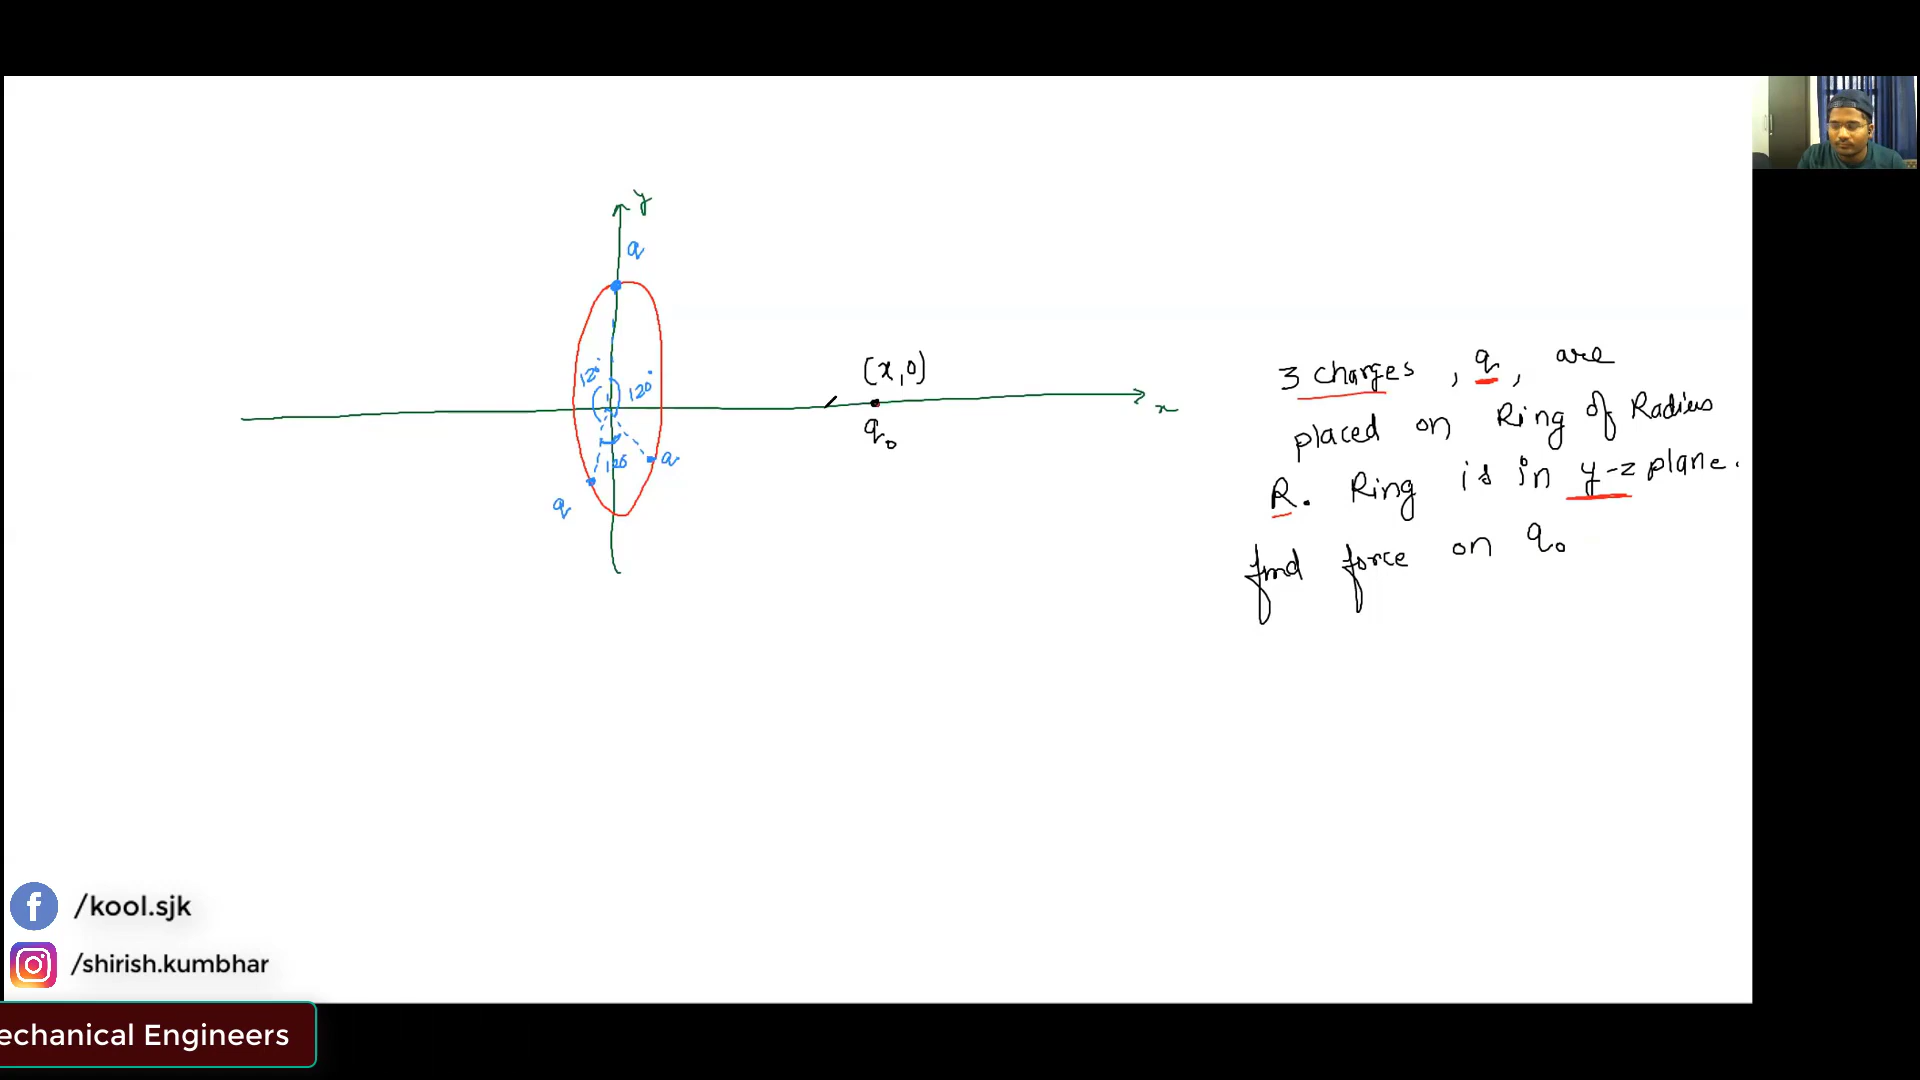 y
q
120°
120°
(x,0)
x
q₀
120
q
q
3 charges, q, are
placed on Ring of Radius
R. Ring is in y-z plane.
find force on q₀
/kool.sjk
/shirish.kumbhar
echanical Engineers